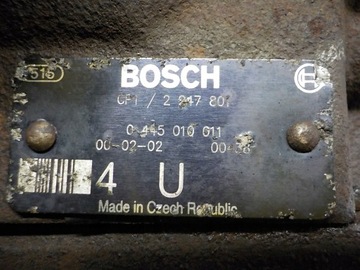 515
BOSCH
CP1 / 2 247 801
0 445 010 011
00-02-02
4 U
Made in Czech Republic